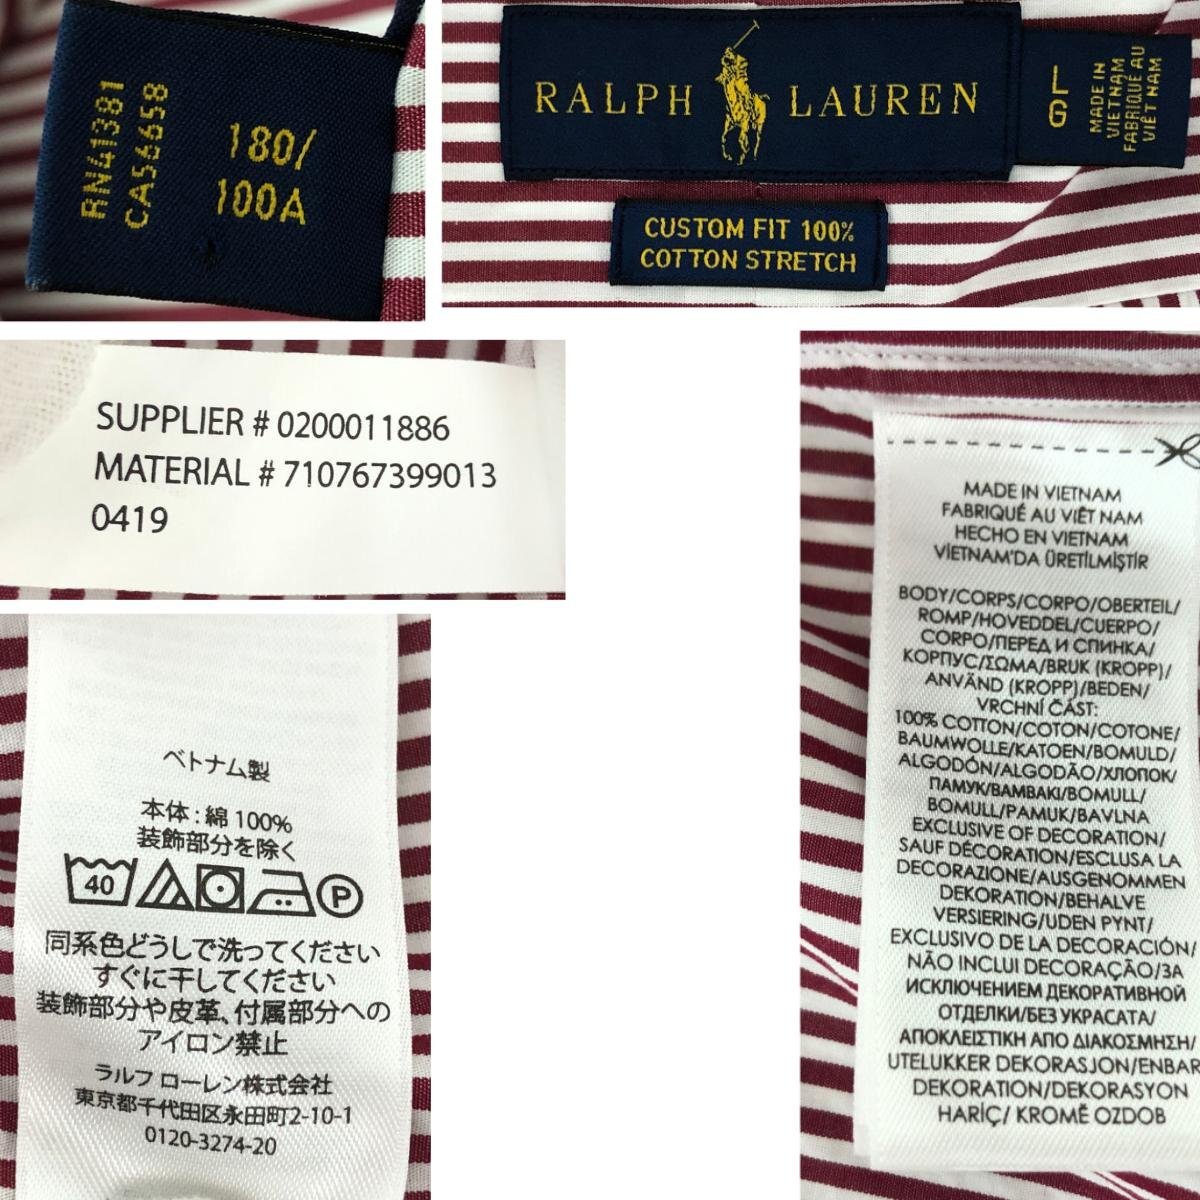 RN41381
CA56658
180/
100A
RALPH LAUREN
L
G
MADE IN
VIETNAM
FABRIQUÉ AU
VIÊT NAM
CUSTOM FIT 100%
COTTON STRETCH
SUPPLIER # 0200011886
MATERIAL # 710767399013
0419
ベトナム製
本体 : 綿 100%
装飾部分を除く
40 P
同系色どうしで洗ってください
すぐに干してください
装飾部分や皮革、付属部分への
アイロン禁止
ラルフ ローレン株式会社
東京都千代田区永田町2-10-1
0120-3274-20
MADE IN VIETNAM
FABRIQUÉ AU VIÊT NAM
HECHO EN VIETNAM
VİETNAM'DA ÜRETİLMİŞTİR
BODY/CORPS/CORPO/OBERTEIL/
ROMP/HOVEDDEL/CUERPO/
CORPO/ПЕРЕД И СПИНКА/
КОРПУС/ΣΩΜΑ/BRUK (KROPP)/
ANVÄND (KROPP)/BEDEN/
VRCHNÍ ČÁST:
100% COTTON/COTON/COTONE/
BAUMWOLLE/KATOEN/BOMULD/
ALGODÓN/ALGODÃO/ХЛОПОК/
ПАМУК/ΒΑΜΒΑΚΙ/BOMULL/
BOMULL/PAMUK/BAVLNA
EXCLUSIVE OF DECORATION/
SAUF DÉCORATION/ESCLUSA LA
DECORAZIONE/AUSGENOMMEN
DEKORATION/BEHALVE
VERSIERING/UDEN PYNT/
EXCLUSIVO DE LA DECORACIÓN/
NÃO INCLUI DECORAÇÃO/ЗА
ИСКЛЮЧЕНИЕМ ДЕКОРАТИВНОЙ
ОТДЕЛКИ/БЕЗ УКРАСАТА/
ΑΠΟΚΛΕΙΣΤΙΚΗ ΑΠΟ ΔΙΑΚΟΣΜΗΣΗ/
UTELUKKER DEKORASJON/ENBAR
DEKORATION/DEKORASYON
HARİÇ/ KROMĚ OZDOB